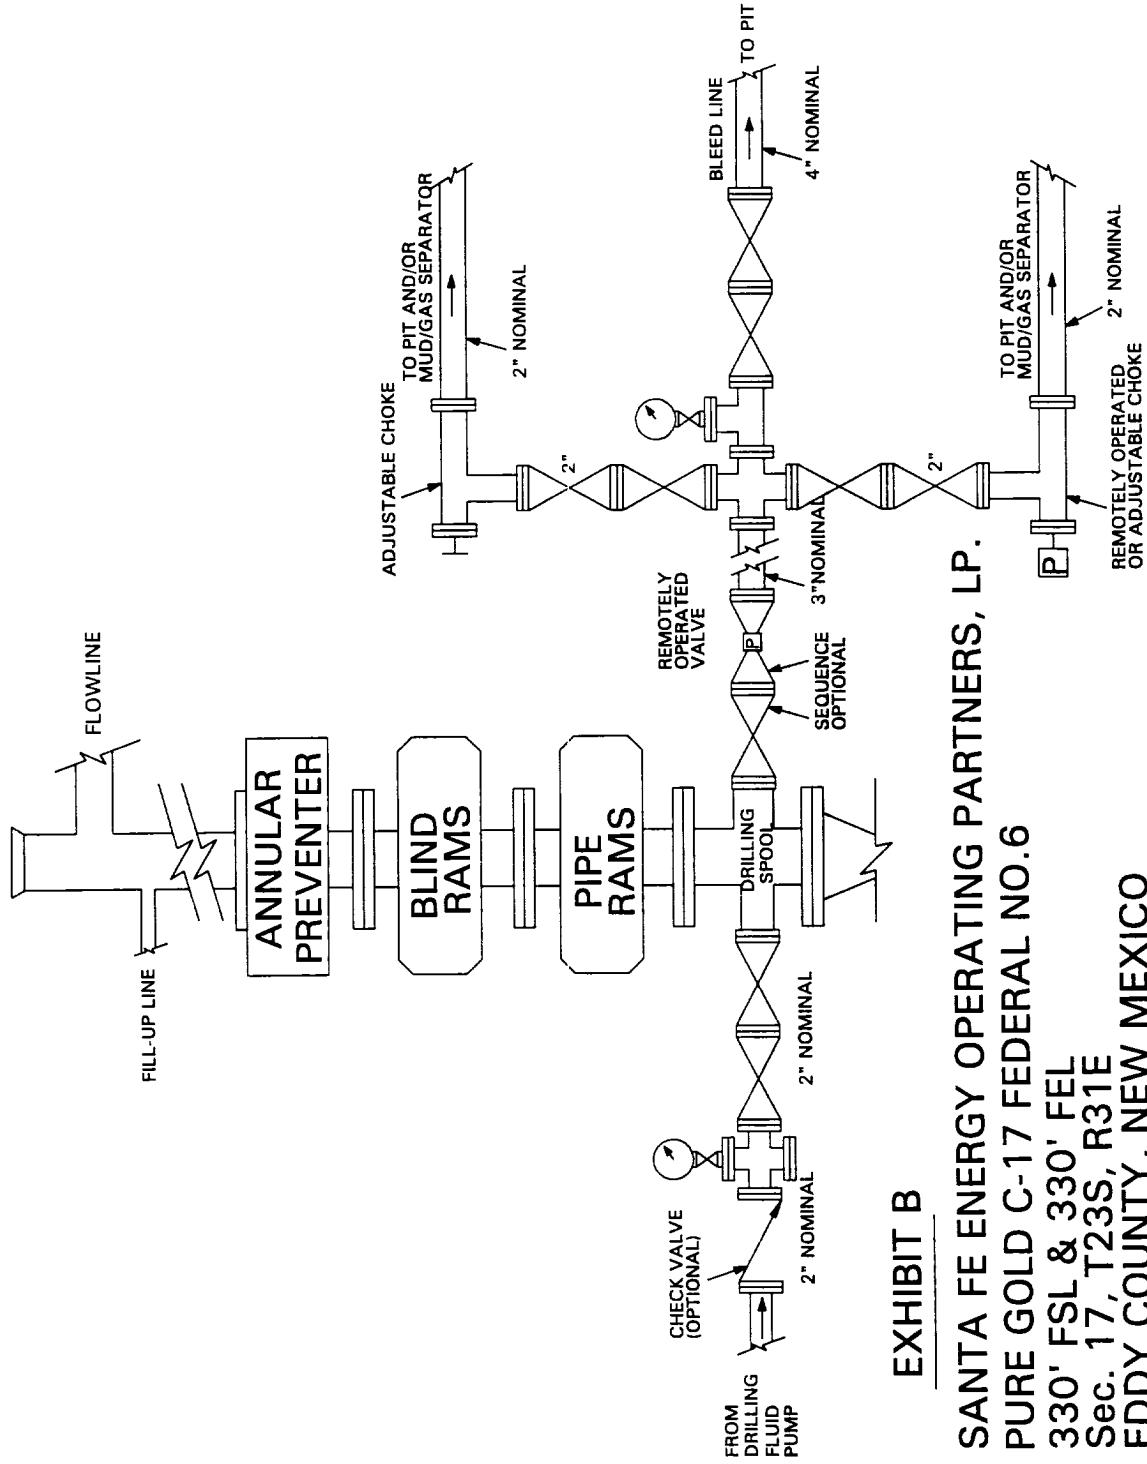 FLOWLINE
FILL-UP LINE
ANNULAR
PREVENTER
BLIND
RAMS
PIPE
RAMS
DRILLING
SPOOL
ADJUSTABLE CHOKE
TO PIT AND/OR
MUD/GAS SEPARATOR
2" NOMINAL
2"
BLEED LINE
TO PIT
4" NOMINAL
REMOTELY
OPERATED
VALVE
P
SEQUENCE
OPTIONAL
3"NOMINAL
2"
TO PIT AND/OR
MUD/GAS SEPARATOR
2" NOMINAL
P
REMOTELY OPERATED
OR ADJUSTABLE CHOKE
CHECK VALVE
(OPTIONAL)
2" NOMINAL
2" NOMINAL
FROM
DRILLING
FLUID
PUMP
EXHIBIT B
SANTA FE ENERGY OPERATING PARTNERS, LP.
PURE GOLD C-17 FEDERAL NO.6
330' FSL & 330' FEL
Sec. 17, T23S, R31E
EDDY COUNTY, NEW MEXICO